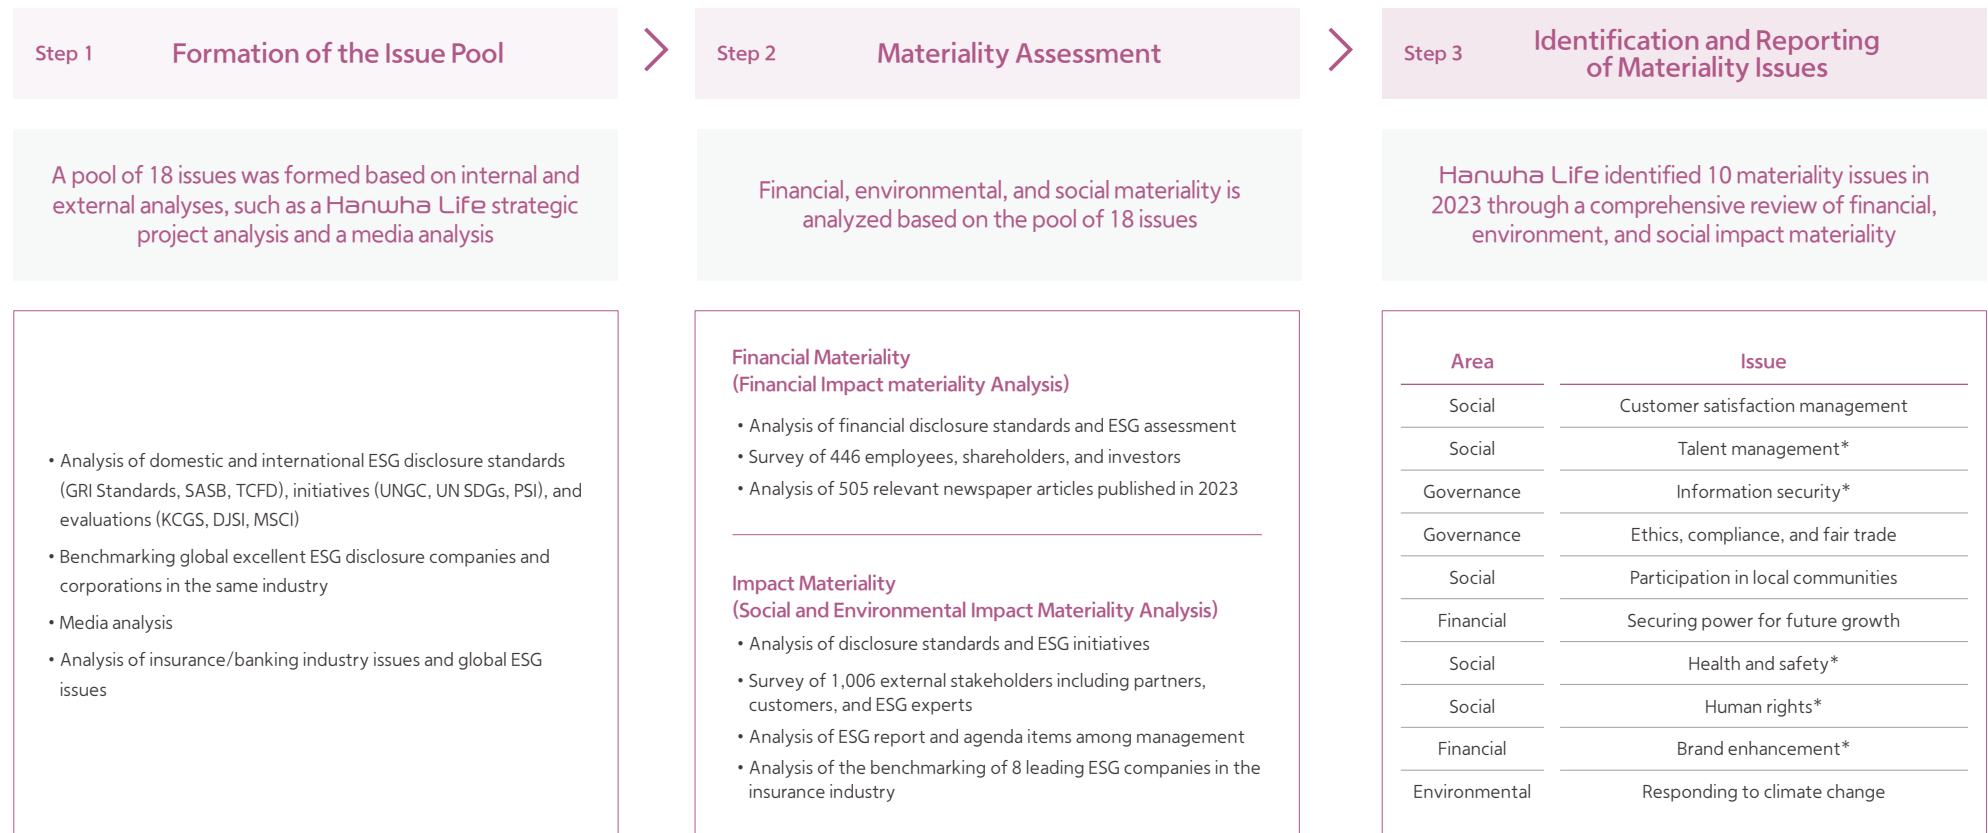 Step 1
Formation of the Issue Pool
A pool of 18 issues was formed based on internal and
external analyses, such as a Hanwha Life strategic
project analysis and a media analysis
• Analysis of domestic and international ESG disclosure standards
(GRI Standards, SASB, TCFD), initiatives (UNGC, UN SDGs, PSI), and
evaluations (KCGS, DJSI, MSCI)
• Benchmarking global excellent ESG disclosure companies and
corporations in the same industry
• Media analysis
• Analysis of insurance/banking industry issues and global ESG
issues
Step 2
Materiality Assessment
Financial, environmental, and social materiality is
analyzed based on the pool of 18 issues
Financial Materiality
(Financial Impact materiality Analysis)
• Analysis of financial disclosure standards and ESG assessment
• Survey of 446 employees, shareholders, and investors
• Analysis of 505 relevant newspaper articles published in 2023
Impact Materiality
(Social and Environmental Impact Materiality Analysis)
• Analysis of disclosure standards and ESG initiatives
• Survey of 1,006 external stakeholders including partners,
customers, and ESG experts
• Analysis of ESG report and agenda items among management
• Analysis of the benchmarking of 8 leading ESG companies in the
insurance industry
Step 3
Identification and Reporting
of Materiality Issues
Hanwha Life identified 10 materiality issues in
2023 through a comprehensive review of financial,
environment, and social impact materiality
Area Issue
Social Customer satisfaction management
Social Talent management*
Governance Information security*
Governance Ethics, compliance, and fair trade
Social Participation in local communities
Financial Securing power for future growth
Social Health and safety*
Social Human rights*
Financial Brand enhancement*
Environmental Responding to climate change